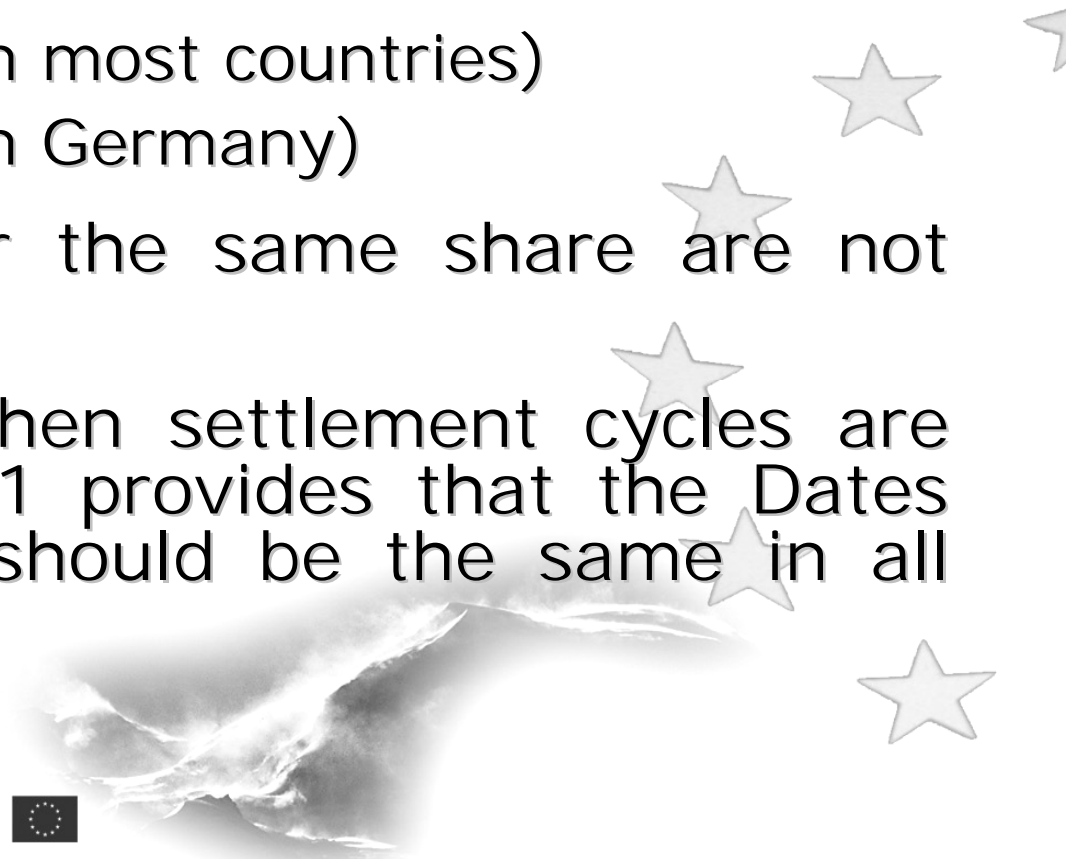 n most countries)
n Germany)
the same share are not
hen settlement cycles are
1 provides that the Dates
should be the same in all